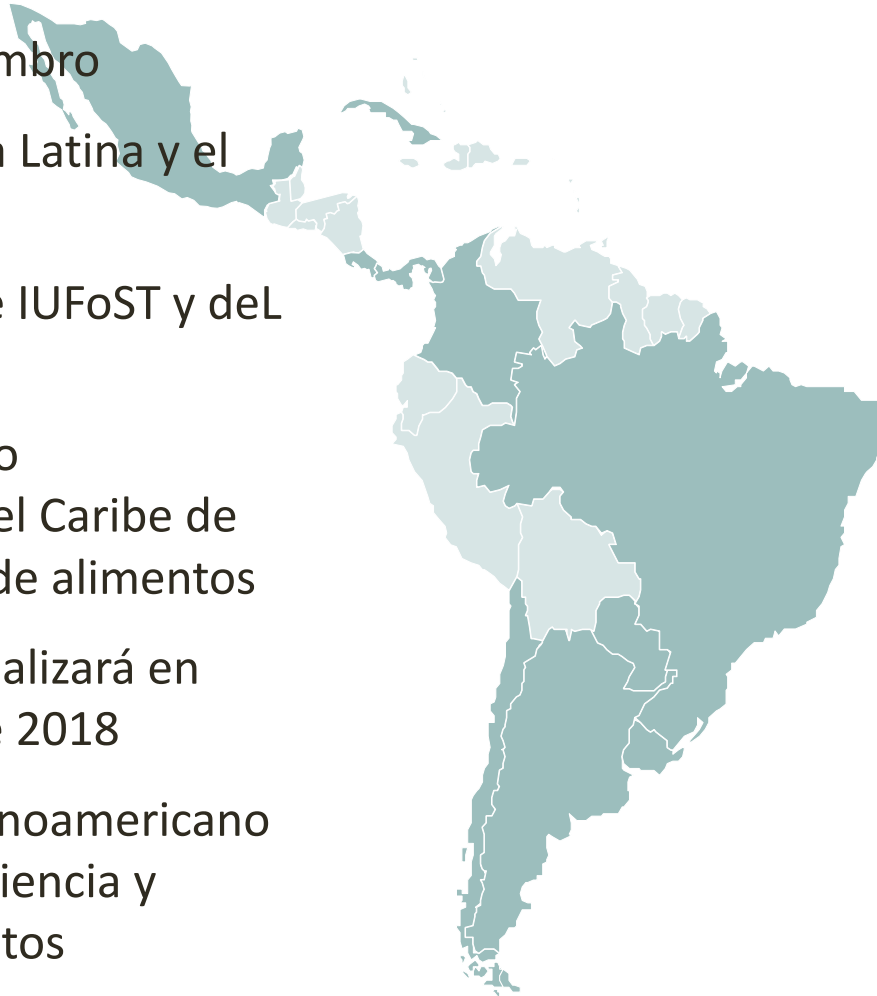 mbro
Latina y el
IUFoST y deL
o
el Caribe de
de alimentos
alizará en
2018
noamericano
iencia y
tos